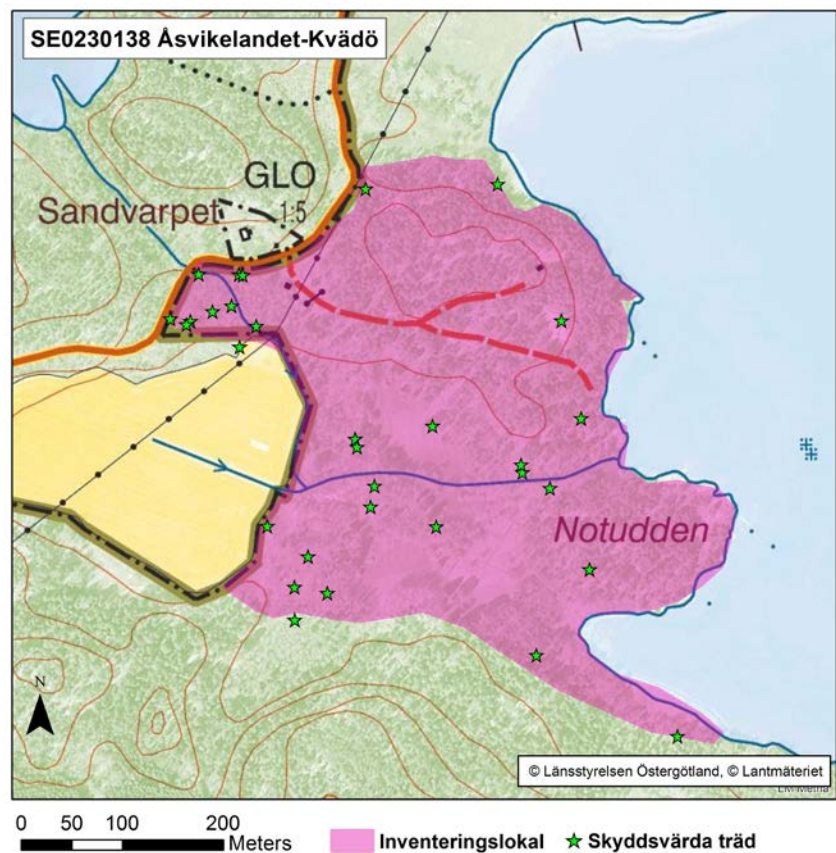 SE0230138 Åsvikelandet-Kvädö
GLO
Sandvarpet
1:5
Notudden
N
© Länsstyrelsen Östergötland, © Lantmäteriet
0 50 100 200
Meters
Inventeringslokal
Skyddsvärda träd